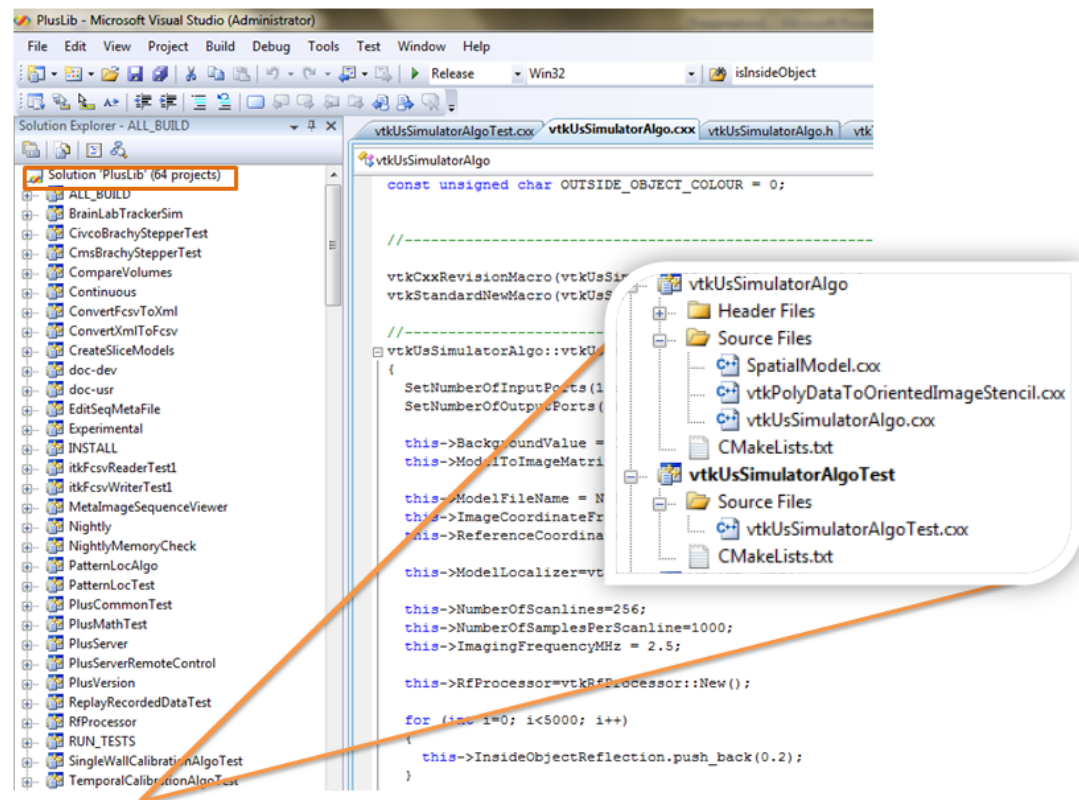 PlusLib - Microsoft Visual Studio (Administrator)
File Edit View Project Build Debug Tools Test Window Help
Release Win32 isInsideObject
Solution Explorer - ALL_BUILD
Solution 'PlusLib' (64 projects)
ALL_BUILD
BrainLabTrackerSim
CivcoBrachyStepperTest
CmsBrachyStepperTest
CompareVolumes
Continuous
ConvertFcsvToXml
ConvertXmlToFcsv
CreateSliceModels
doc-dev
doc-usr
EditSeqMetaFile
Experimental
INSTALL
itkFcsvReaderTest1
itkFcsvWriterTest1
MetaImageSequenceViewer
Nightly
NightlyMemoryCheck
PatternLocAlgo
PatternLocTest
PlusCommonTest
PlusMathTest
PlusServer
PlusServerRemoteControl
PlusVersion
ReplayRecordedDataTest
RfProcessor
RUN_TESTS
SingleWallCalibrationAlgoTest
TemporalCalibrationAlgoTest
vtkUsSimulatorAlgoTest.cxx vtkUsSimulatorAlgo.cxx vtkUsSimulatorAlgo.h
vtkUsSimulatorAlgo
const unsigned char OUTSIDE_OBJECT_COLOUR = 0;
//-----------------------------------------------------
vtkCxxRevisionMacro(vtkUsSim
vtkStandardNewMacro(vtkUsS
//-----------------------
vtkUsSimulatorAlgo::vtkU
{
SetNumberOfInputPorts(1
SetNumberOfOutputPorts(
this->BackgroundValue =
this->ModelToImageMatri
this->ModelFileName = N
this->ImageCoordinateFr
this->ReferenceCoordina
this->ModelLocalizer=vt
this->NumberOfScanlines=256;
this->NumberOfSamplesPerScanline=1000;
this->ImagingFrequencyMHz = 2.5;
this->RfProcessor=vtkRfProcessor::New();
for (int i=0; i<5000; i++)
{
this->InsideObjectReflection.push_back(0.2);
}
vtkUsSimulatorAlgo
Header Files
Source Files
SpatialModel.cxx
vtkPolyDataToOrientedImageStencil.cxx
vtkUsSimulatorAlgo.cxx
CMakeLists.txt
vtkUsSimulatorAlgoTest
Source Files
vtkUsSimulatorAlgoTest.cxx
CMakeLists.txt